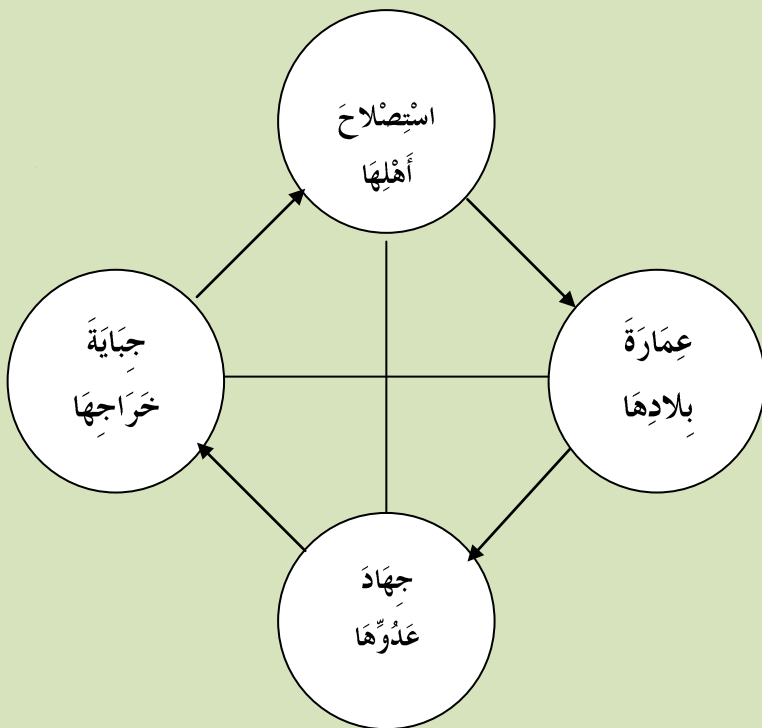 اسْتِصْلاحَ
أَهْلِهَا
عِمَارَةَ
بِلادِهَا
جِهَادَ
عَدُوِّهَا
جِبَايَةَ
خَرَاجِهَا